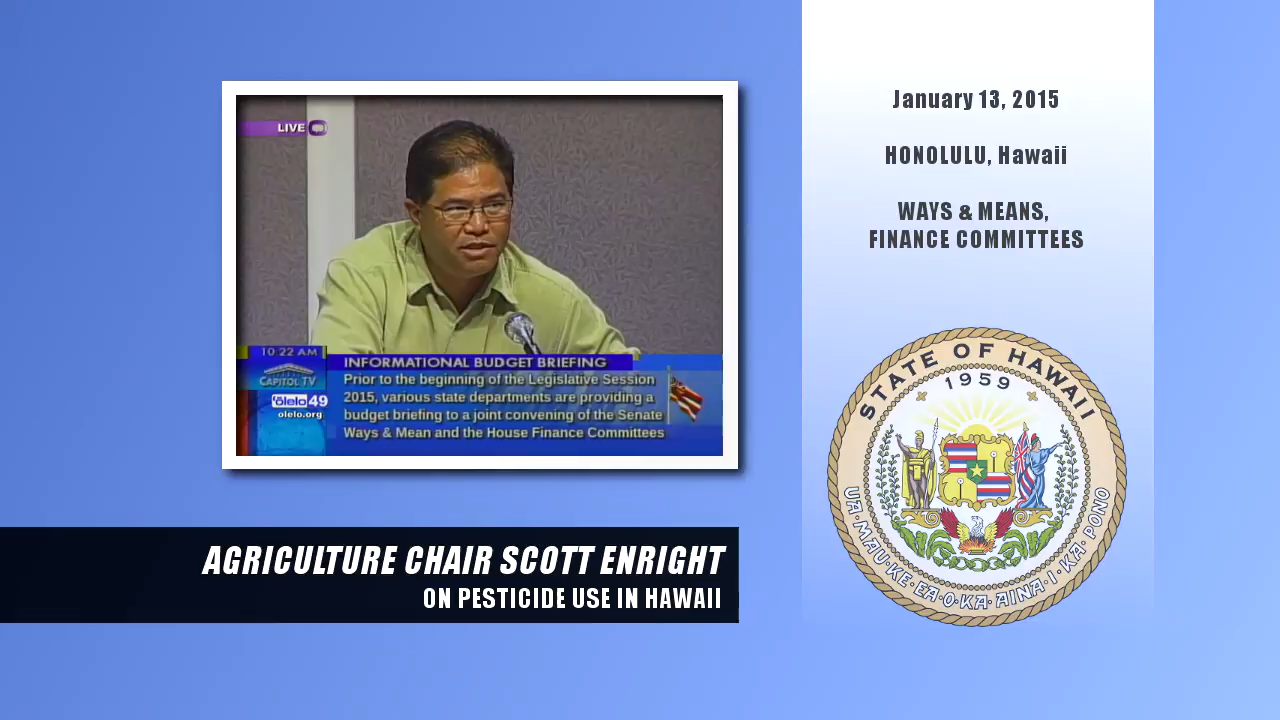 January 13, 2015
HONOLULU, Hawaii
WAYS & MEANS,
FINANCE COMMITTEES
LIVE
10:22 AM
CAPITOL TV
ʻōlelo 49
olelo.org
INFORMATIONAL BUDGET BRIEFING
Prior to the beginning of the Legislative Session
2015, various state departments are providing a
budget briefing to a joint convening of the Senate
Ways & Mean and the House Finance Committees
STATE OF HAWAII
1959
UA·MAU·KE·EA·O·KA·AINA·I·KA·PONO
AGRICULTURE CHAIR SCOTT ENRIGHT
ON PESTICIDE USE IN HAWAII